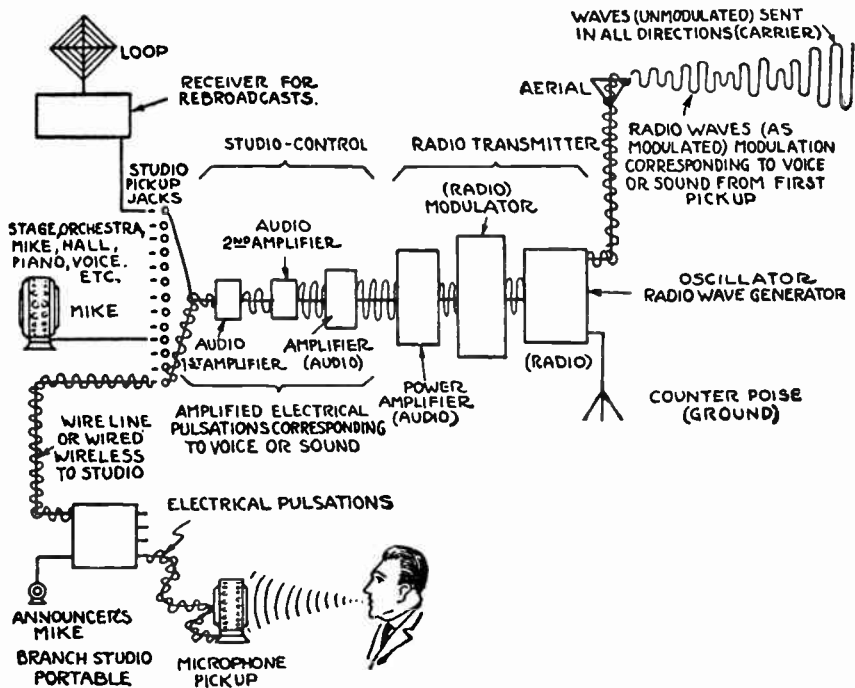 WAVES (UNMODULATED) SENT
IN ALL DIRECTIONS (CARRIER)
LOOP
RECEIVER FOR
REBROADCASTS.
AERIAL
RADIO WAVES (AS
MODULATED) MODULATION
CORRESPONDING TO VOICE
OR SOUND FROM FIRST
PICKUP
STUDIO-CONTROL
RADIO TRANSMITTER
STUDIO
PICKUP
JACKS
(RADIO)
MODULATOR
STAGE, ORCHESTRA,
MIKE, HALL,
PIANO, VOICE.
ETC.
AUDIO
2ND AMPLIFIER
MIKE
OSCILLATOR
RADIO WAVE GENERATOR
AUDIO
1ST AMPLIFIER
AMPLIFIER
(AUDIO)
(RADIO)
POWER
AMPLIFIER
(AUDIO)
COUNTER POISE
(GROUND)
AMPLIFIED ELECTRICAL
PULSATIONS CORRESPONDING
TO VOICE OR SOUND
WIRE LINE
OR WIRED
WIRELESS
TO STUDIO
ELECTRICAL PULSATIONS
ANNOUNCER'S
MIKE
BRANCH STUDIO
PORTABLE
MICROPHONE
PICKUP